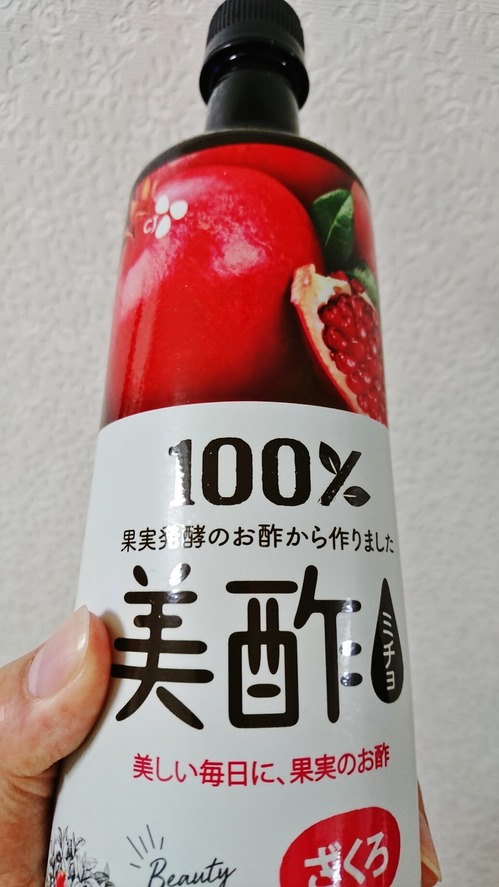 CJ
100%
果実発酵のお酢から作りました
美酢
ミチョ
美しい毎日に、果実のお酢
Beauty
ざくろ